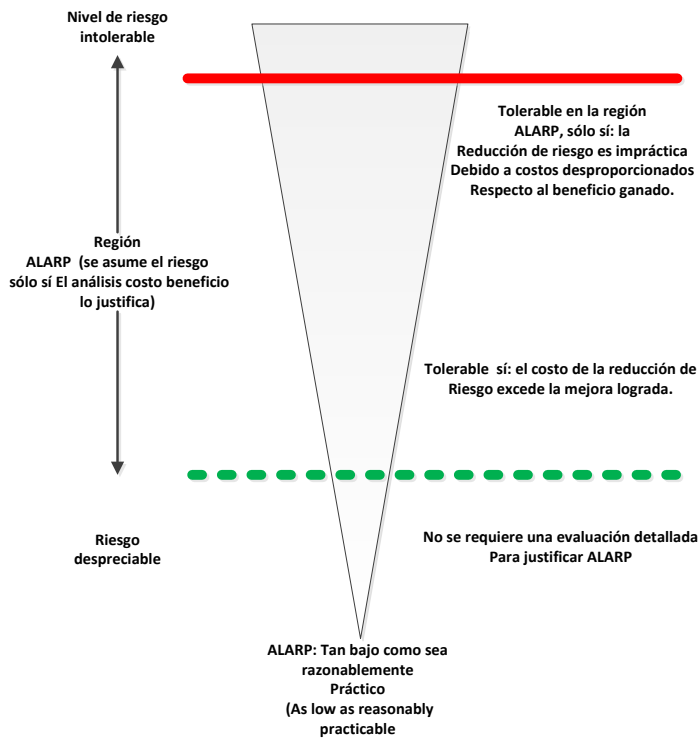 Nivel de riesgo
intolerable
Tolerable en la región
ALARP, sólo sí: la
Reducción de riesgo es impráctica
Debido a costos desproporcionados
Respecto al beneficio ganado.
Región
ALARP (se asume el riesgo
sólo sí El análisis costo beneficio
lo justifica)
Tolerable sí: el costo de la reducción de
Riesgo excede la mejora lograda.
Riesgo
despreciable
No se requiere una evaluación detallada
Para justificar ALARP
ALARP: Tan bajo como sea
razonablemente
Práctico
(As low as reasonably
practicable